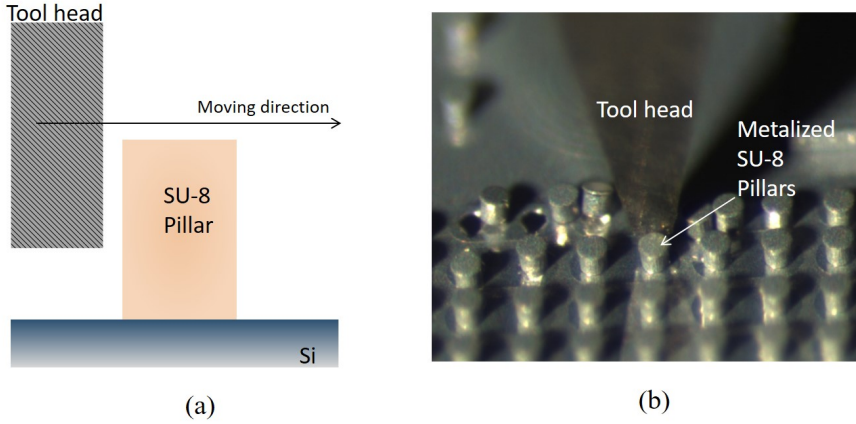 Tool head
Moving direction
SU-8
Pillar
Si
(a)
Tool head
Metalized
SU-8
Pillars
(b)